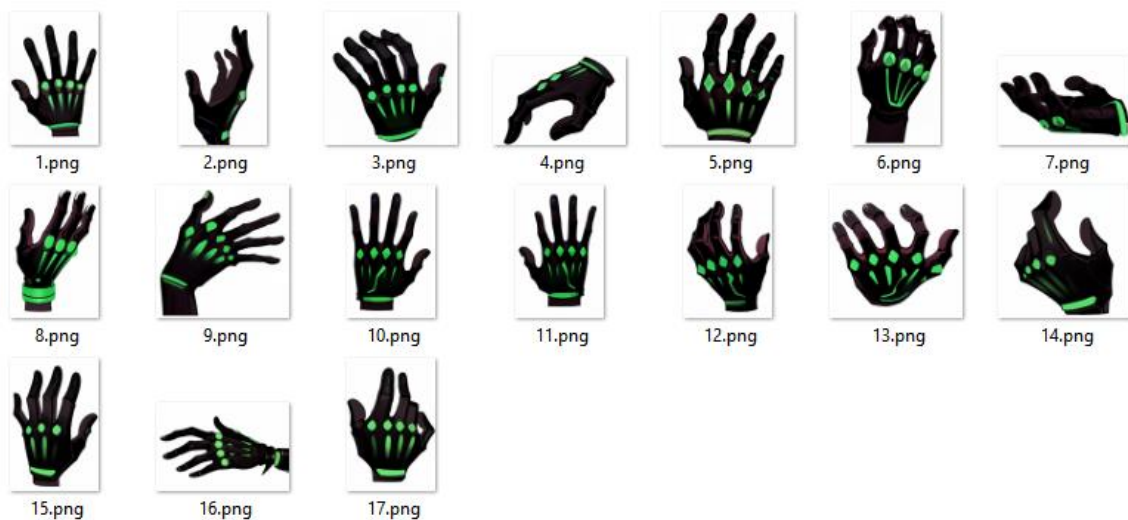 1.png
2.png
3.png
4.png
5.png
6.png
7.png
8.png
9.png
10.png
11.png
12.png
13.png
14.png
15.png
16.png
17.png